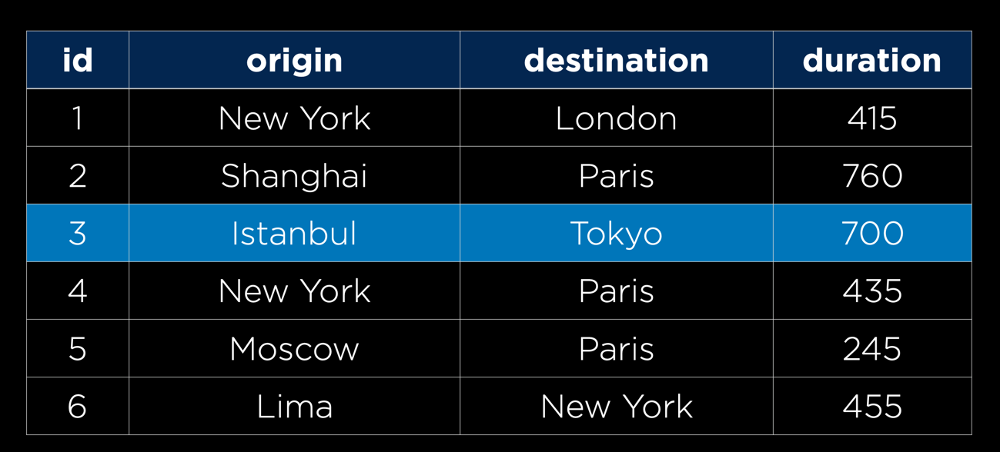 id origin destination duration
1 New York London 415
2 Shanghai Paris 760
3 Istanbul Tokyo 700
4 New York Paris 435
5 Moscow Paris 245
6 Lima New York 455